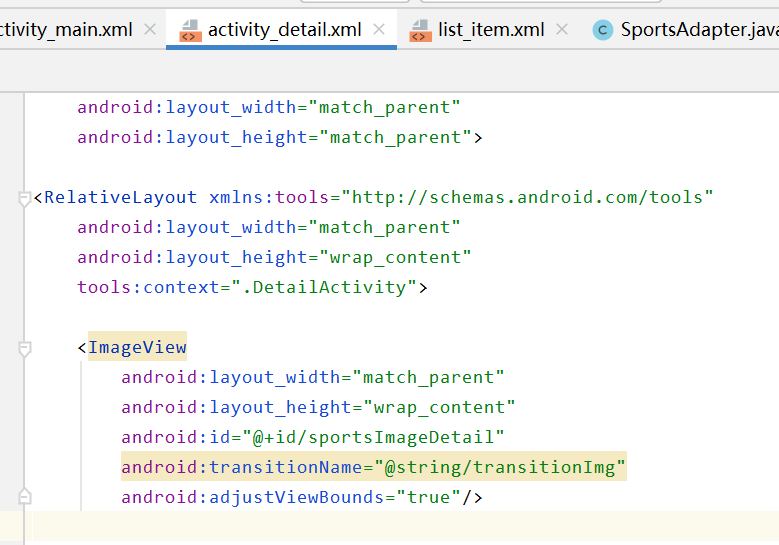 ctivity_main.xml activity_detail.xml list_item.xml C SportsAdapter.java
android:layout_width="match_parent"
android:layout_height="match_parent">
<RelativeLayout xmlns:tools="http://schemas.android.com/tools"
android:layout_width="match_parent"
android:layout_height="wrap_content"
tools:context=".DetailActivity">
<ImageView
android:layout_width="match_parent"
android:layout_height="wrap_content"
android:id="@+id/sportsImageDetail"
android:transitionName="@string/transitionImg"
android:adjustViewBounds="true"/>